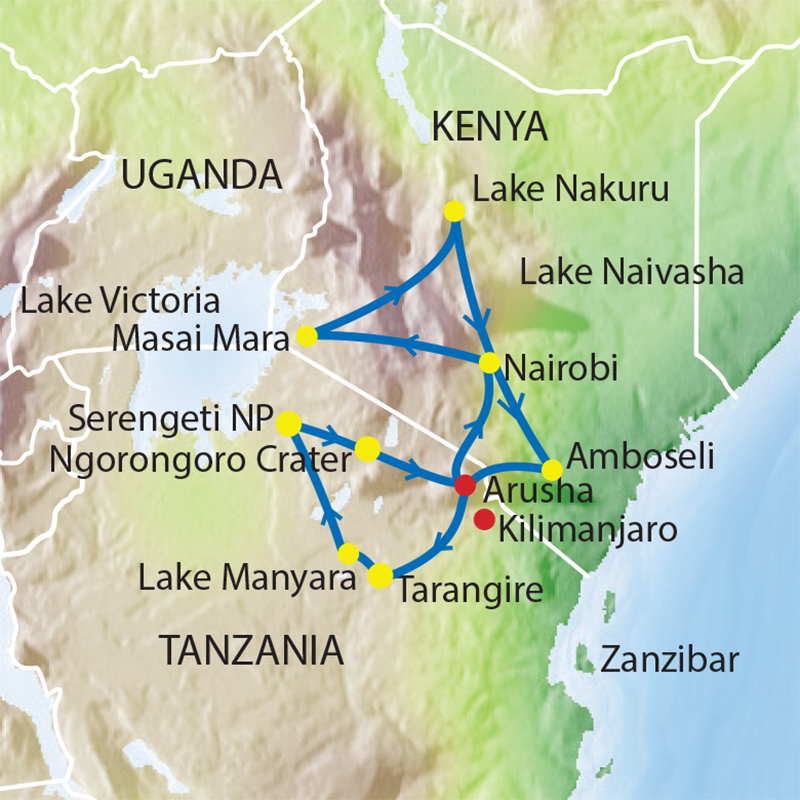 KENYA
UGANDA
Lake Nakuru
Lake Naivasha
Lake Victoria
Masai Mara
Nairobi
Serengeti NP
Ngorongoro Crater
Amboseli
Arusha
Kilimanjaro
Lake Manyara
Tarangire
TANZANIA
Zanzibar